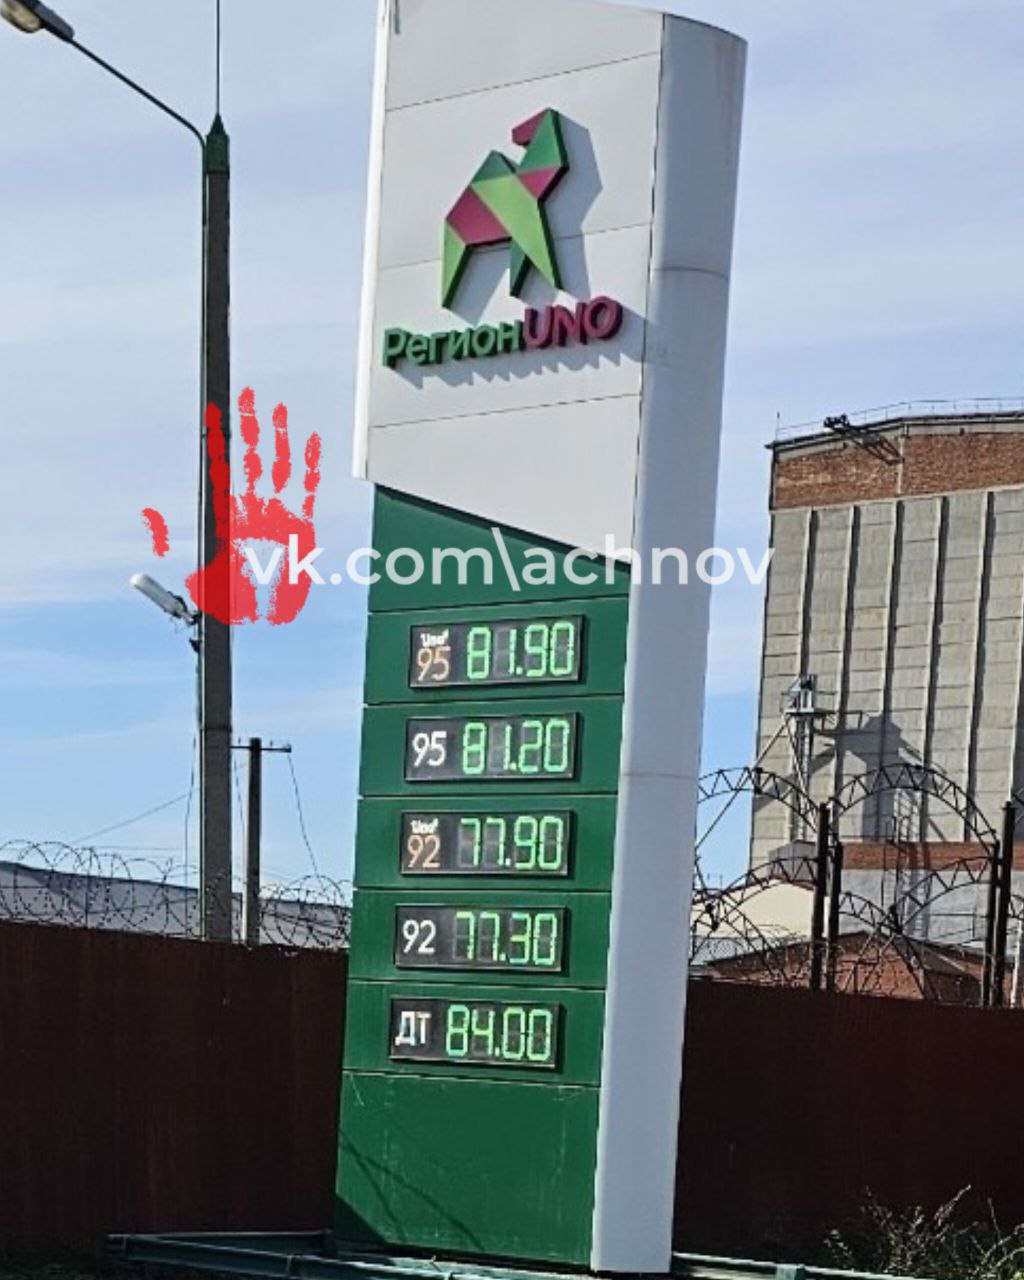 РегионUNO
vk.com\achnov
Uno
95 81.90
95 81.20
Uno
92 77.90
92 77.30
ДТ 84.00